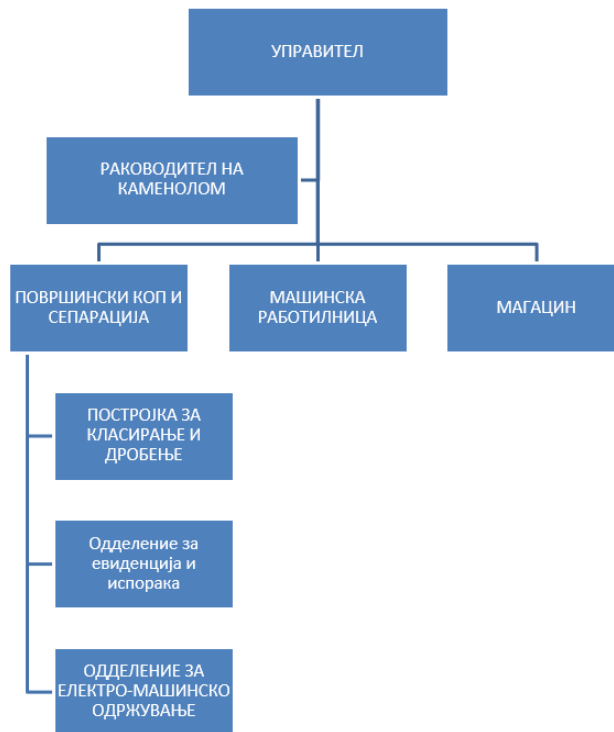 УПРАВИТЕЛ
РАКОВОДИТЕЛ НА
КАМЕНОЛОМ
ПОВРШИНСКИ КОП И
СЕПАРАЦИЈА
МАШИНСКА
РАБОТИЛНИЦА
МАГАЦИН
ПОСТРОЈКА ЗА
КЛАСИРАЊЕ И
ДРОБЕЊЕ
Одделение за
евиденција и
испорака
ОДДЕЛЕНИЕ ЗА
ЕЛЕКТРО-МАШИНСКО
ОДРЖУВАЊЕ